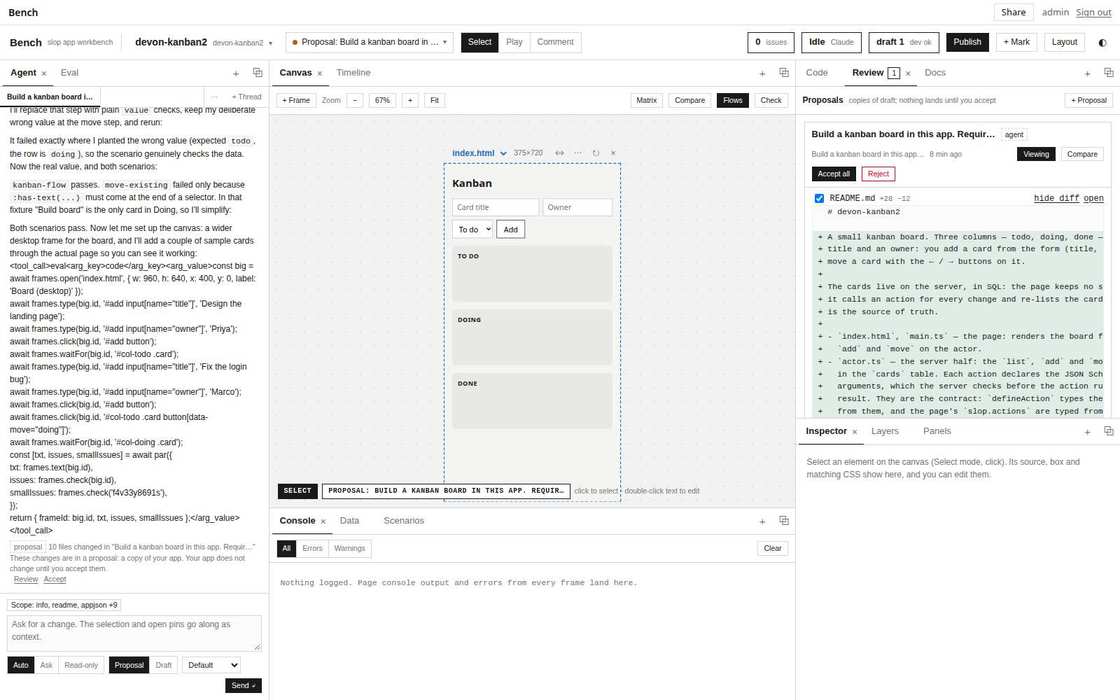 Bench
Share
admin
Sign out
Bench slop app workbench
devon-kanban2 devon-kanban2
Proposal: Build a kanban board in …
Select
Play
Comment
0 issues
Idle Claude
draft 1 dev ok
Publish
+ Mark
Layout
Agent ×
Eval
Build a kanban board i…
+ Thread
I'll replace that step with plain value checks, keep my deliberate
wrong value at the move step, and rerun:
It failed exactly where I planted the wrong value (expected todo,
the row is doing), so the scenario genuinely checks the data.
Now the real value, and both scenarios:
kanban-flow passes. move-existing failed only because
:has-text(...) must come at the end of a selector. In that
fixture "Build board" is the only card in Doing, so I'll simplify:
Both scenarios pass. Now let me set up the canvas: a wider
desktop frame for the board, and I'll add a couple of sample cards
through the actual page so you can see it working:
<tool_call>eval<arg_key>code</arg_key><arg_value>const big =
await frames.open('index.html', { w: 960, h: 640, x: 400, y: 0, label:
'Board (desktop)' });
await frames.type(big.id, '#add input[name="title"]', 'Design the
landing page');
await frames.type(big.id, '#add input[name="owner"]', 'Priya');
await frames.click(big.id, '#add button');
await frames.waitFor(big.id, '#col-todo .card');
await frames.type(big.id, '#add input[name="title"]', 'Fix the login
bug');
await frames.type(big.id, '#add input[name="owner"]', 'Marco');
await frames.click(big.id, '#add button');
await frames.click(big.id, '#col-todo .card button[data-
move="doing"]');
await frames.waitFor(big.id, '#col-doing .card');
const [txt, issues, smallIssues] = await par({
txt: frames.text(big.id),
issues: frames.check(big.id),
smallIssues: frames.check('f4v33y8691s'),
});
return { frameId: big.id, txt, issues, smallIssues };</arg_value>
</tool_call>
proposal 10 files changed in "Build a kanban board in this app. Requir…"
These changes are in a proposal: a copy of your app. Your app does not
change until you accept them.
Review Accept
Scope: info, readme, appjson +9
Ask for a change. The selection and open pins go along as
context.
Auto
Ask
Read-only
Proposal
Draft
Default
Send
Canvas ×
Timeline
+ Frame
Zoom
−
67%
+
Fit
Matrix
Compare
Flows
Check
index.html
375×720
Kanban
Card title
Owner
To do
Add
TO DO
DOING
DONE
SELECT
PROPOSAL: BUILD A KANBAN BOARD IN THIS APP. REQUIR…
click to select · double-click text to edit
Console ×
Data
Scenarios
All
Errors
Warnings
Clear
Nothing logged. Page console output and errors from every frame land here.
Code
Review 1 ×
Docs
Proposals copies of draft; nothing lands until you accept
+ Proposal
Build a kanban board in this app. Requir… agent
Build a kanban board in this app… 8 min ago
Viewing
Compare
Accept all
Reject
README.md +28 −12
hide diff
open
# devon-kanban2
+ A small kanban board. Three columns — todo, doing, done —
+ title and an owner: you add a card from the form (title,
+ move a card with the ← / → buttons on it.
+
+ The cards live on the server, in SQL: the page keeps no s
+ it calls an action for every change and re-lists the card
+ is the source of truth.
+
+ - `index.html`, `main.ts` — the page: renders the board f
+   `add` and `move` on the actor.
+ - `actor.ts` — the server half: the `list`, `add` and `mo
+   in the `cards` table. Each action declares the JSON Sch
+   arguments, which the server checks before the action ru
+   result. They are the contract: `defineAction` types the
+   from them, and the page's `slop.actions` are typed from
Inspector ×
Layers
Panels
Select an element on the canvas (Select mode, click). Its source, box and
matching CSS show here, and you can edit them.